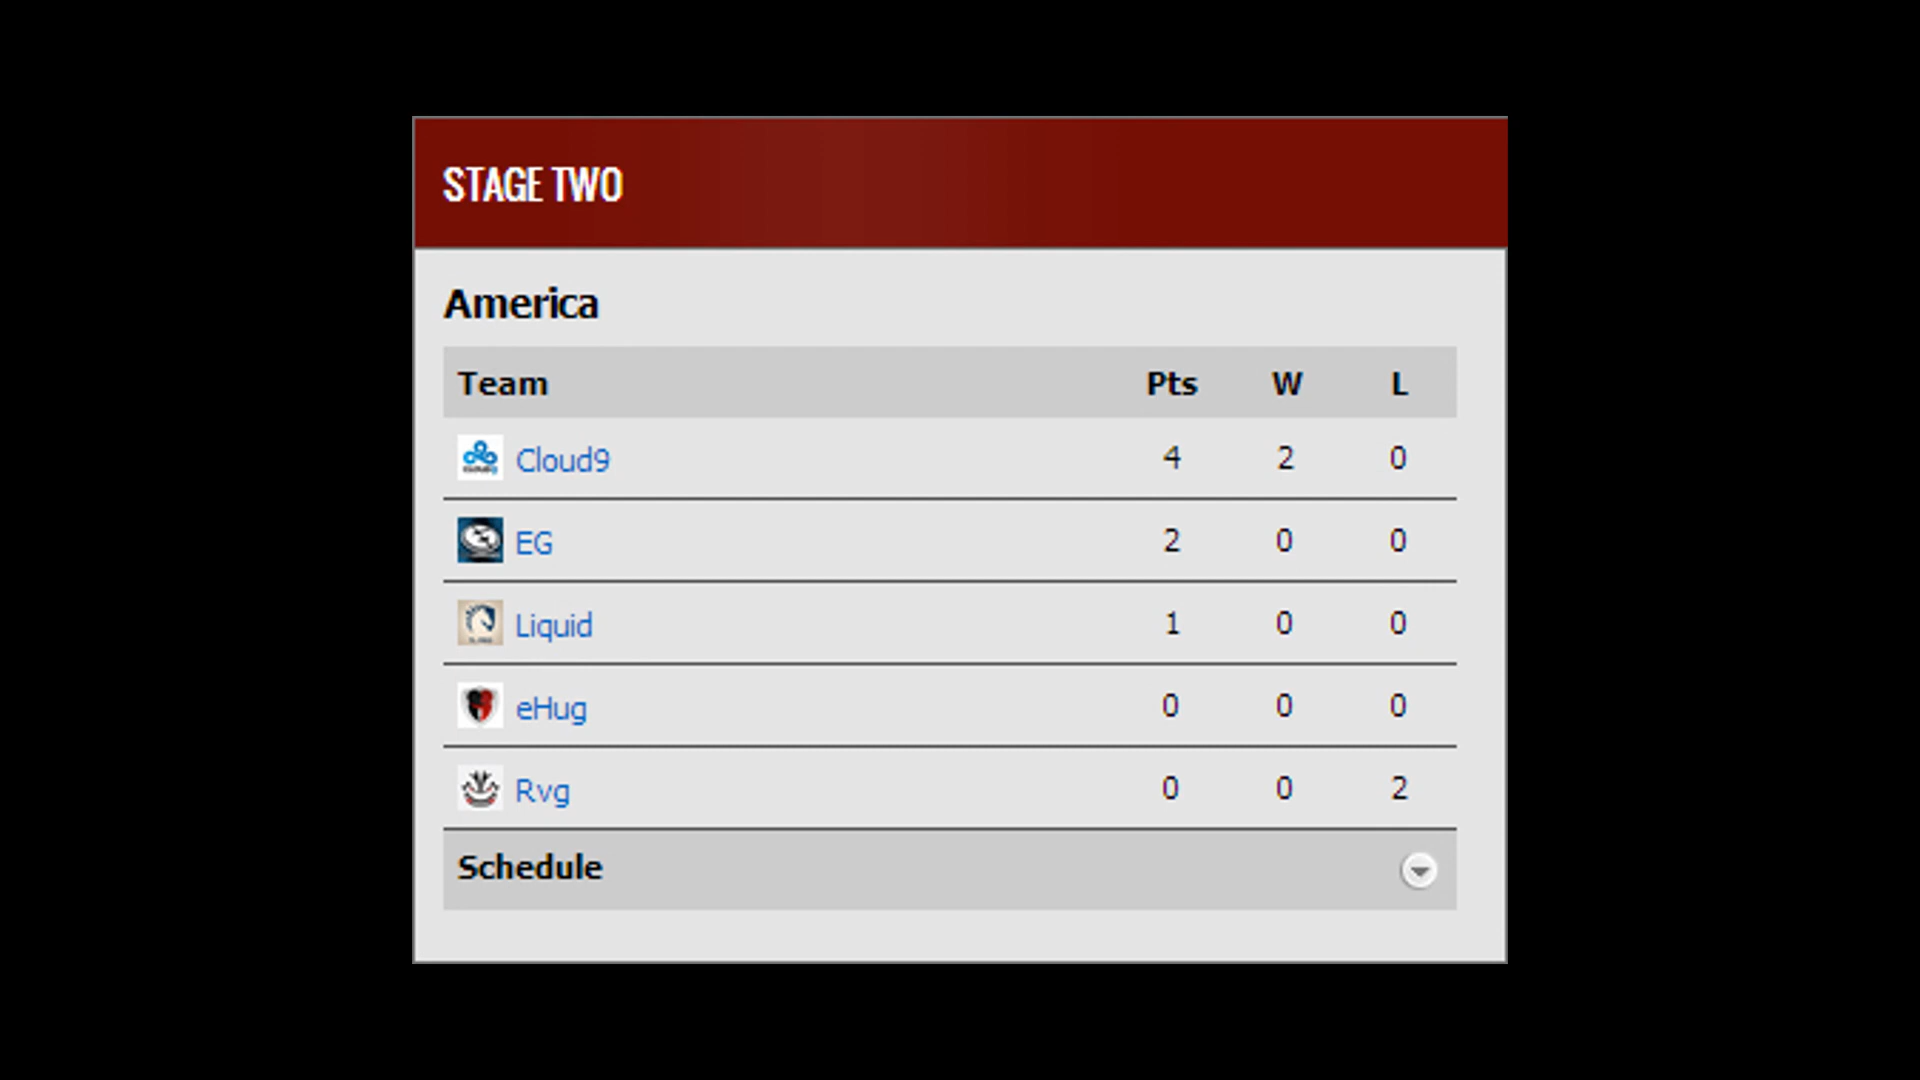 STAGE TWO
America
Team Pts W L
Cloud9 4 2 0
EG 2 0 0
Liquid 1 0 0
eHug 0 0 0
Rvg 0 0 2
Schedule